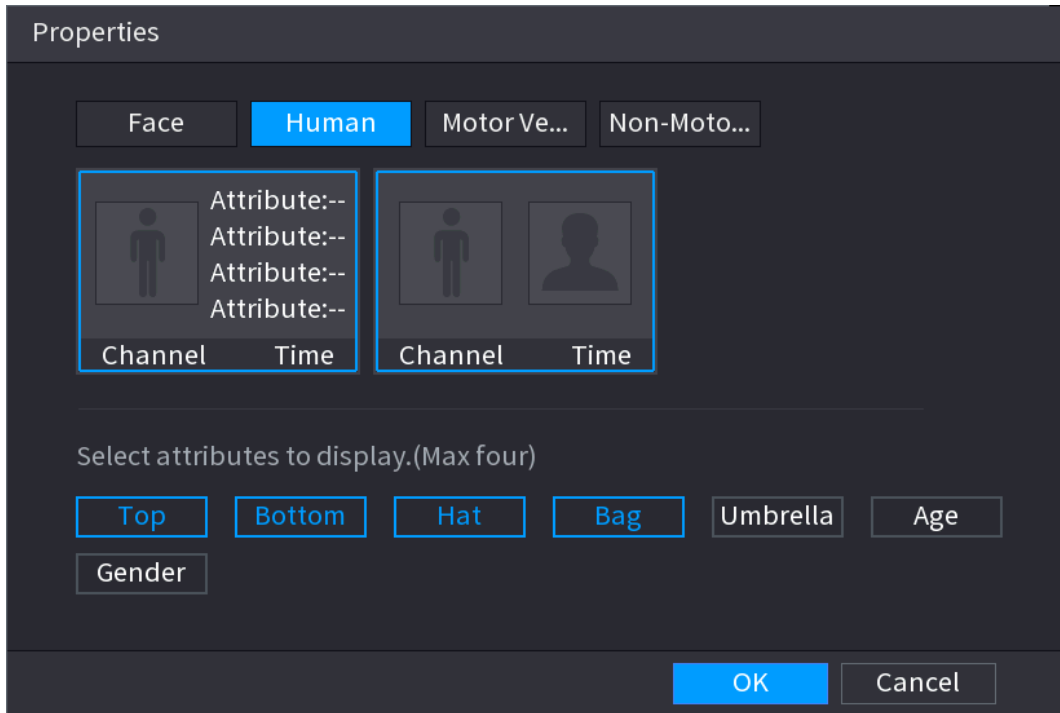 Properties
Face Human Motor Ve... Non-Moto...
Attribute:--
Attribute:--
Attribute:--
Attribute:--
Channel Time Channel Time
Select attributes to display.(Max four)
Top Bottom Hat Bag Umbrella Age
Gender
OK Cancel